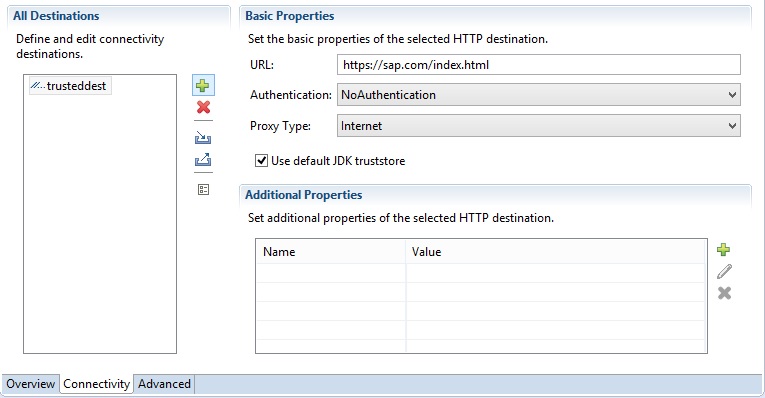 All Destinations
Define and edit connectivity
destinations.
trusteddest
Basic Properties
Set the basic properties of the selected HTTP destination.
URL: https://sap.com/index.html
Authentication: NoAuthentication
Proxy Type: Internet
Use default JDK truststore
Additional Properties
Set additional properties of the selected HTTP destination.
Name Value
Overview Connectivity Advanced